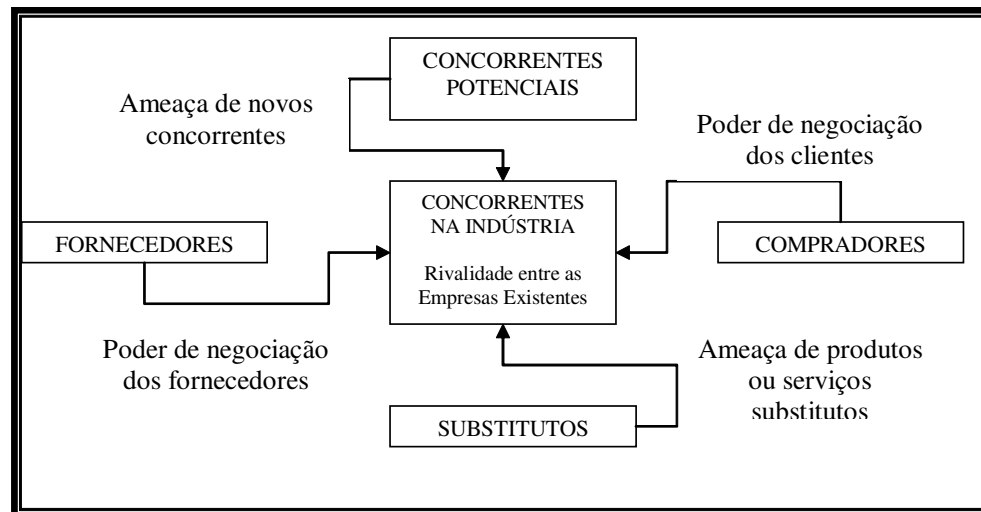 CONCORRENTES
POTENCIAIS
Ameaça de novos
concorrentes
Poder de negociação
dos clientes
CONCORRENTES
NA INDÚSTRIA
Rivalidade entre as
Empresas Existentes
FORNECEDORES
COMPRADORES
Poder de negociação
dos fornecedores
Ameaça de produtos
ou serviços
substitutos
SUBSTITUTOS